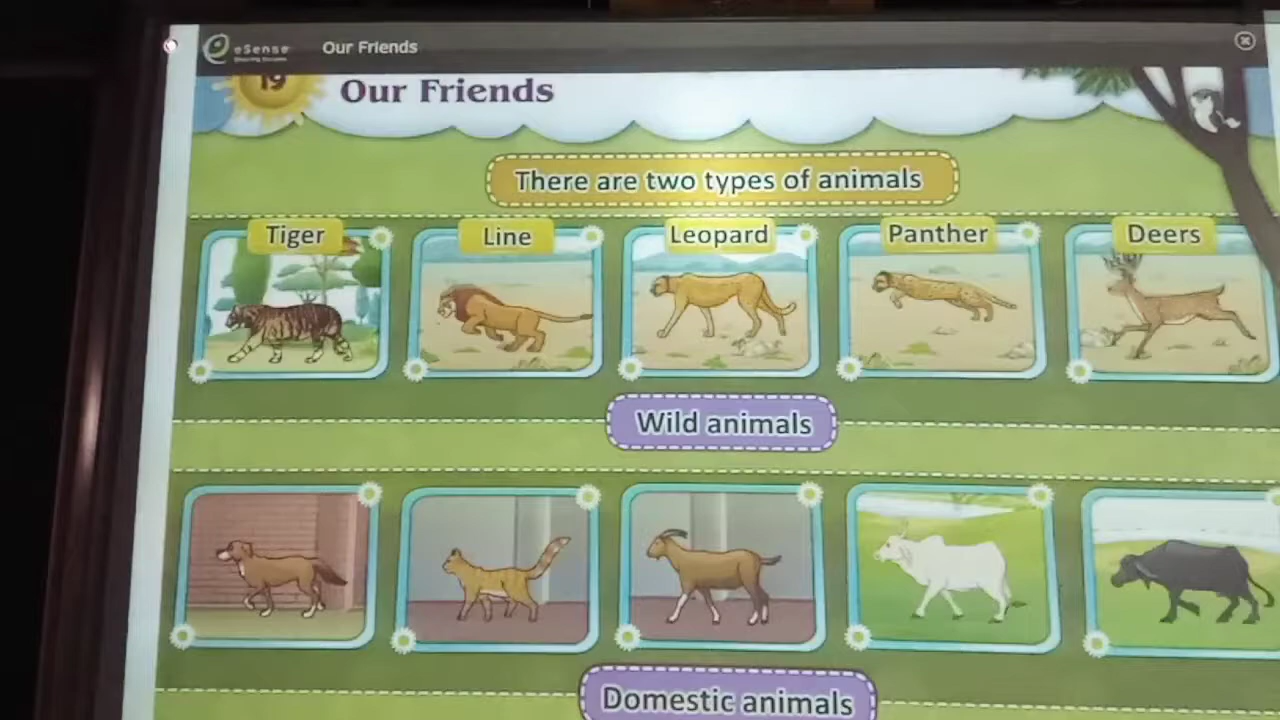 eSense
Our Friends
19
Our Friends
There are two types of animals
Tiger
Line
Leopard
Panther
Deers
Wild animals
Domestic animals